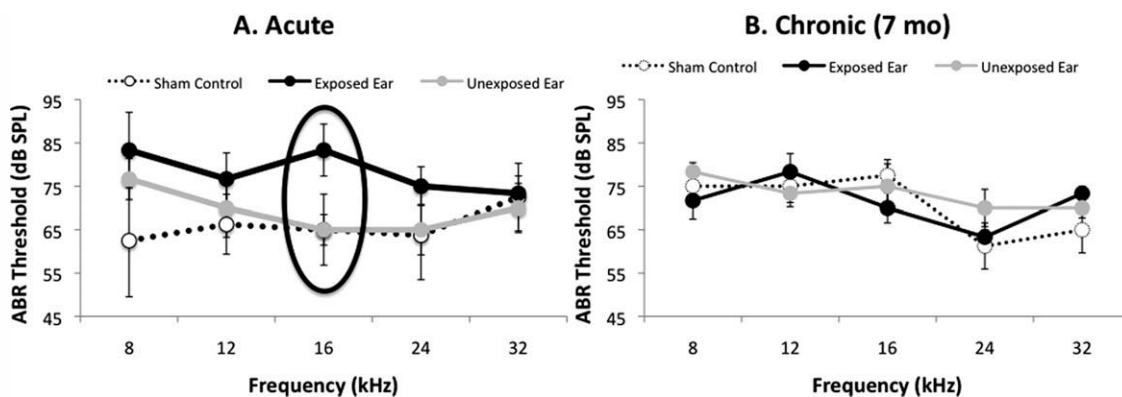 A. Acute
Sham Control Exposed Ear Unexposed Ear
ABR Threshold (dB SPL)
95
85
75
65
55
45
8 12 16 24 32
Frequency (kHz)
B. Chronic (7 mo)
Sham Control Exposed Ear Unexposed Ear
ABR Threshold (dB SPL)
95
85
75
65
55
45
8 12 16 24 32
Frequency (kHz)